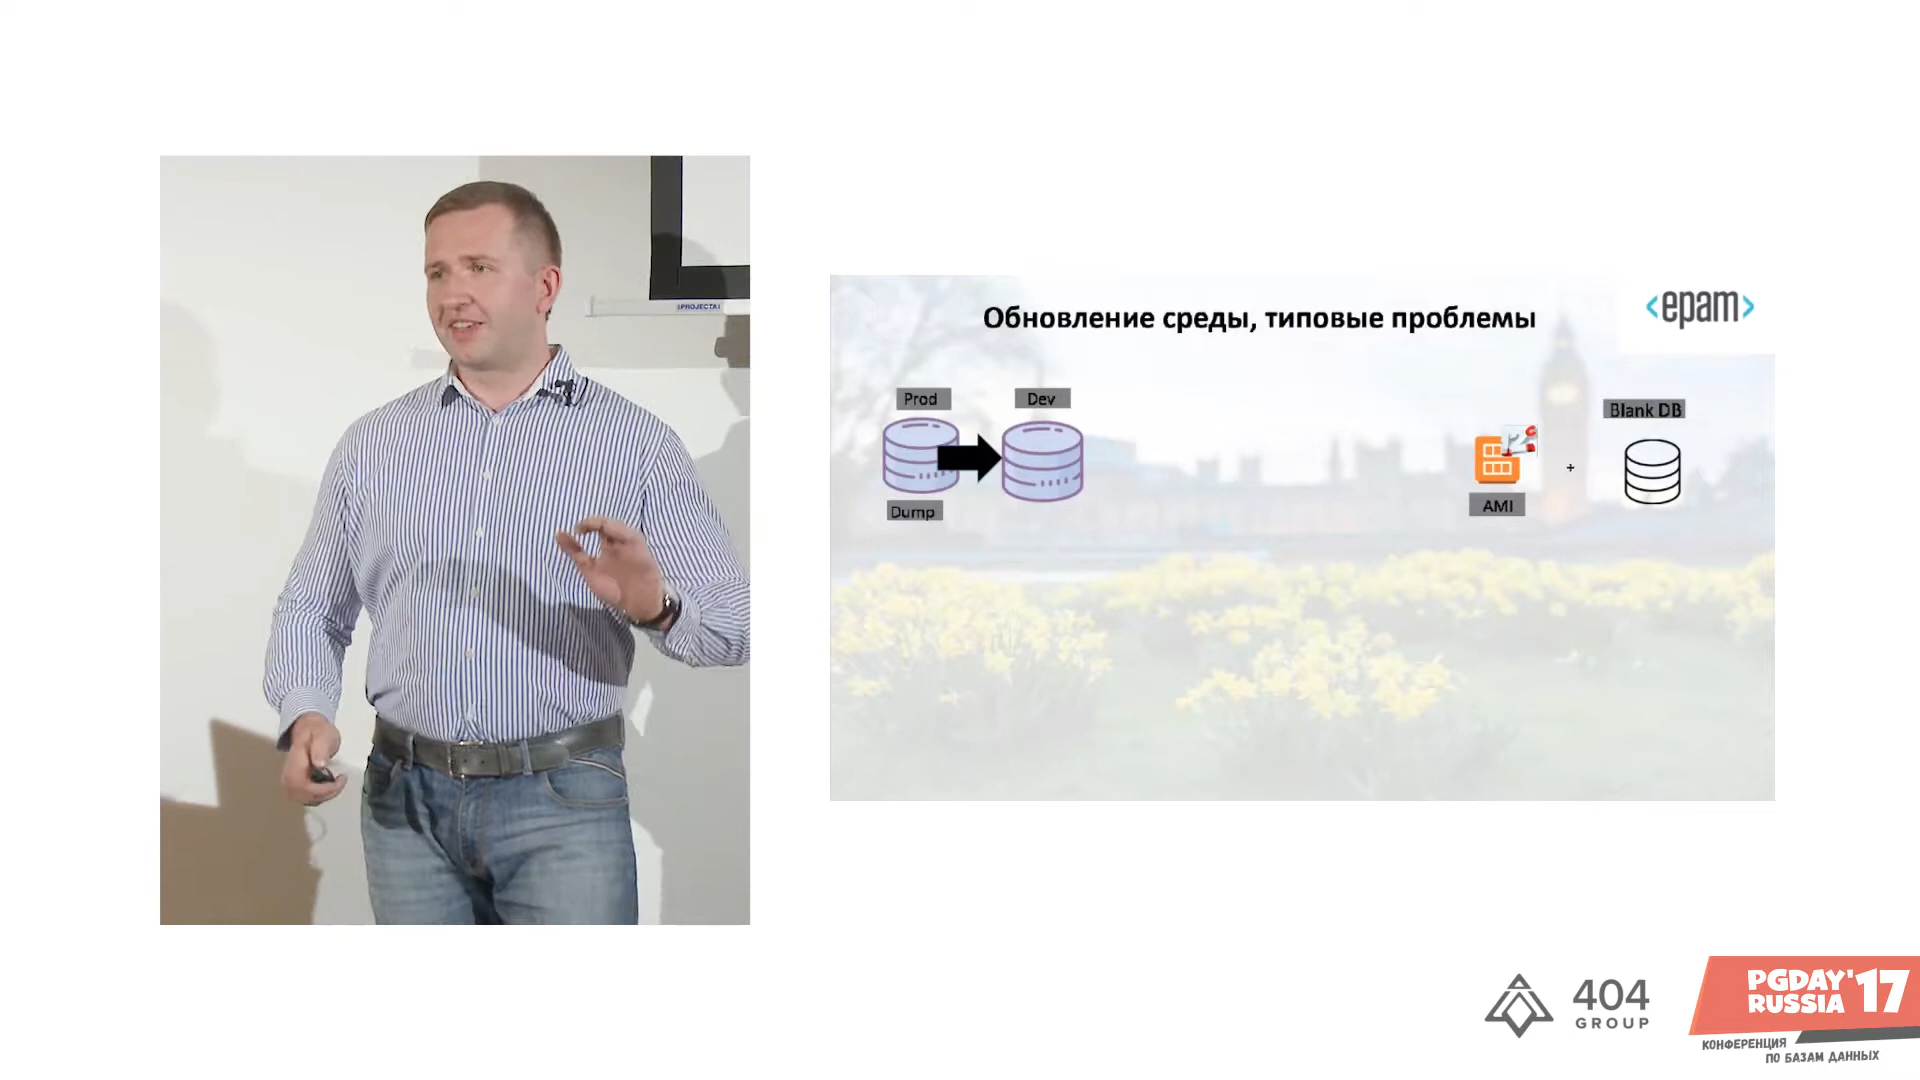 PROJECTA
Обновление среды, типовые проблемы
<epam>
Prod
Dev
Dump
AMI
+
Blank DB
404
GROUP
PGDAY'17
RUSSIA
КОНФЕРЕНЦИЯ
ПО БАЗАМ ДАННЫХ